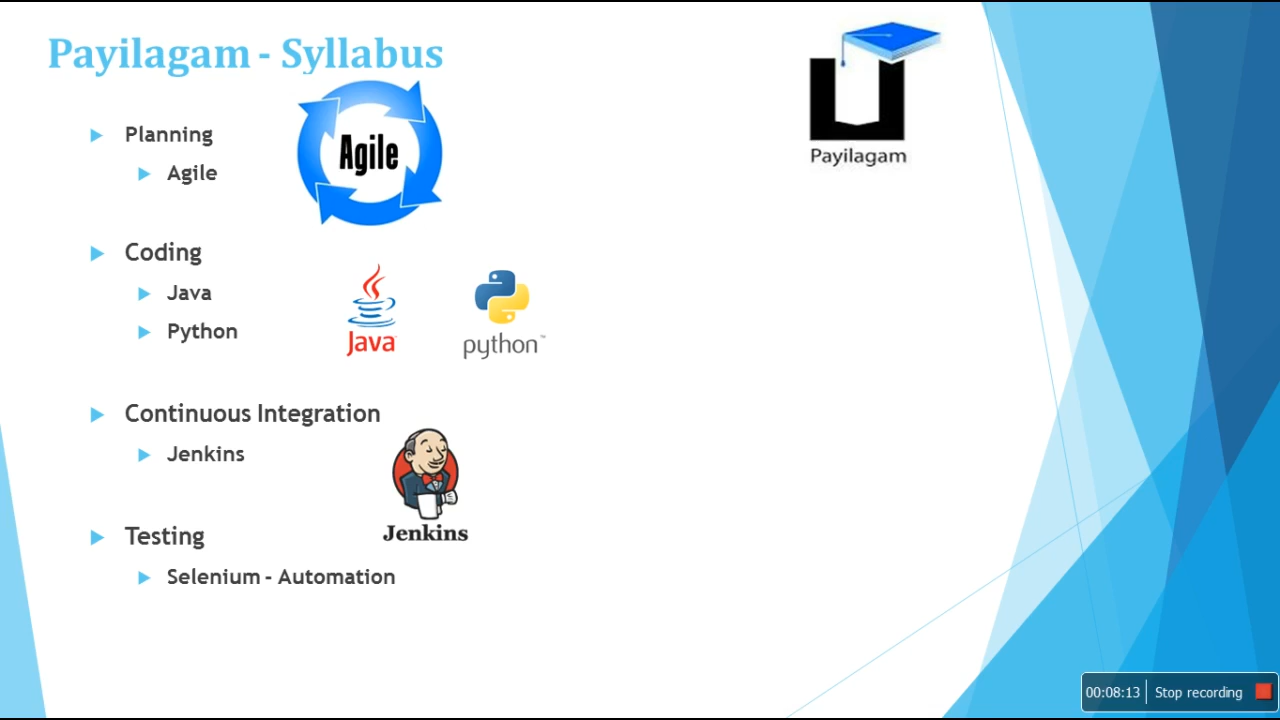 Payilagam - Syllabus
Payilagam
Planning
Agile
Agile
Coding
Java
Python
Java
python™
Continuous Integration
Jenkins
Jenkins
Testing
Selenium - Automation
00:08:13 Stop recording